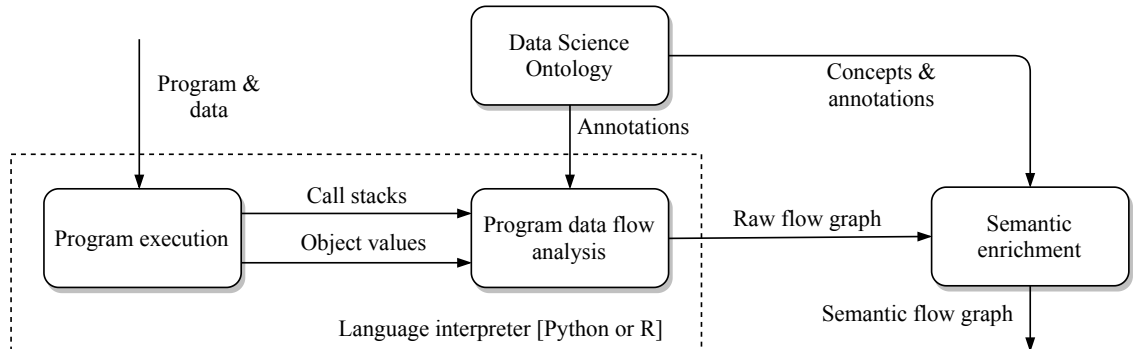 Data Science
Ontology
Program &
data
Concepts &
annotations
Annotations
Program execution
Call stacks
Object values
Program data flow
analysis
Raw flow graph
Semantic
enrichment
Language interpreter [Python or R]
Semantic flow graph